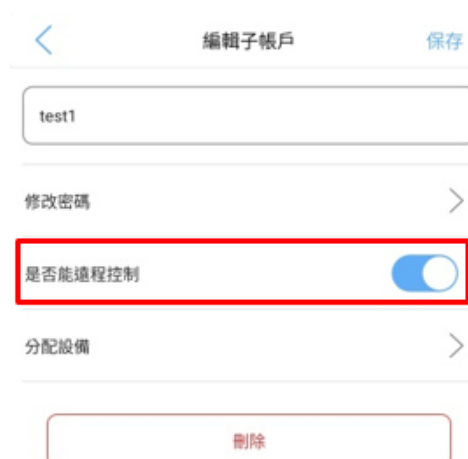 編輯子帳戶 保存
test1
修改密碼
是否能遠程控制
分配設備
刪除